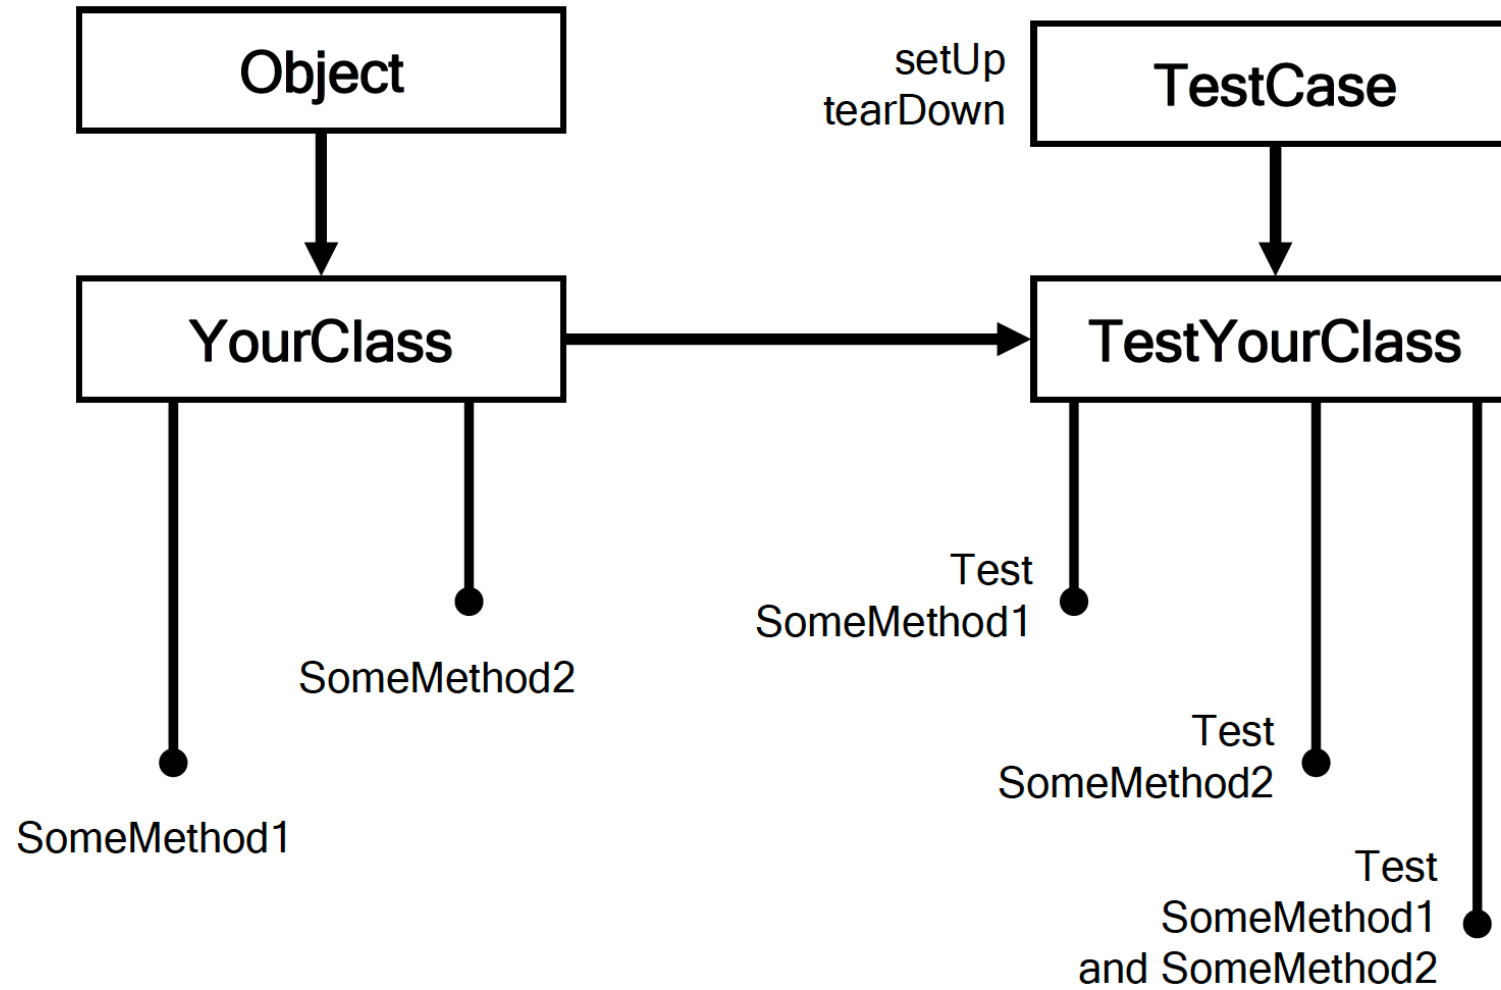 Object
setUp
tearDown
TestCase
YourClass
TestYourClass
Test
SomeMethod1
SomeMethod2
Test
SomeMethod2
SomeMethod1
Test
SomeMethod1
and SomeMethod2